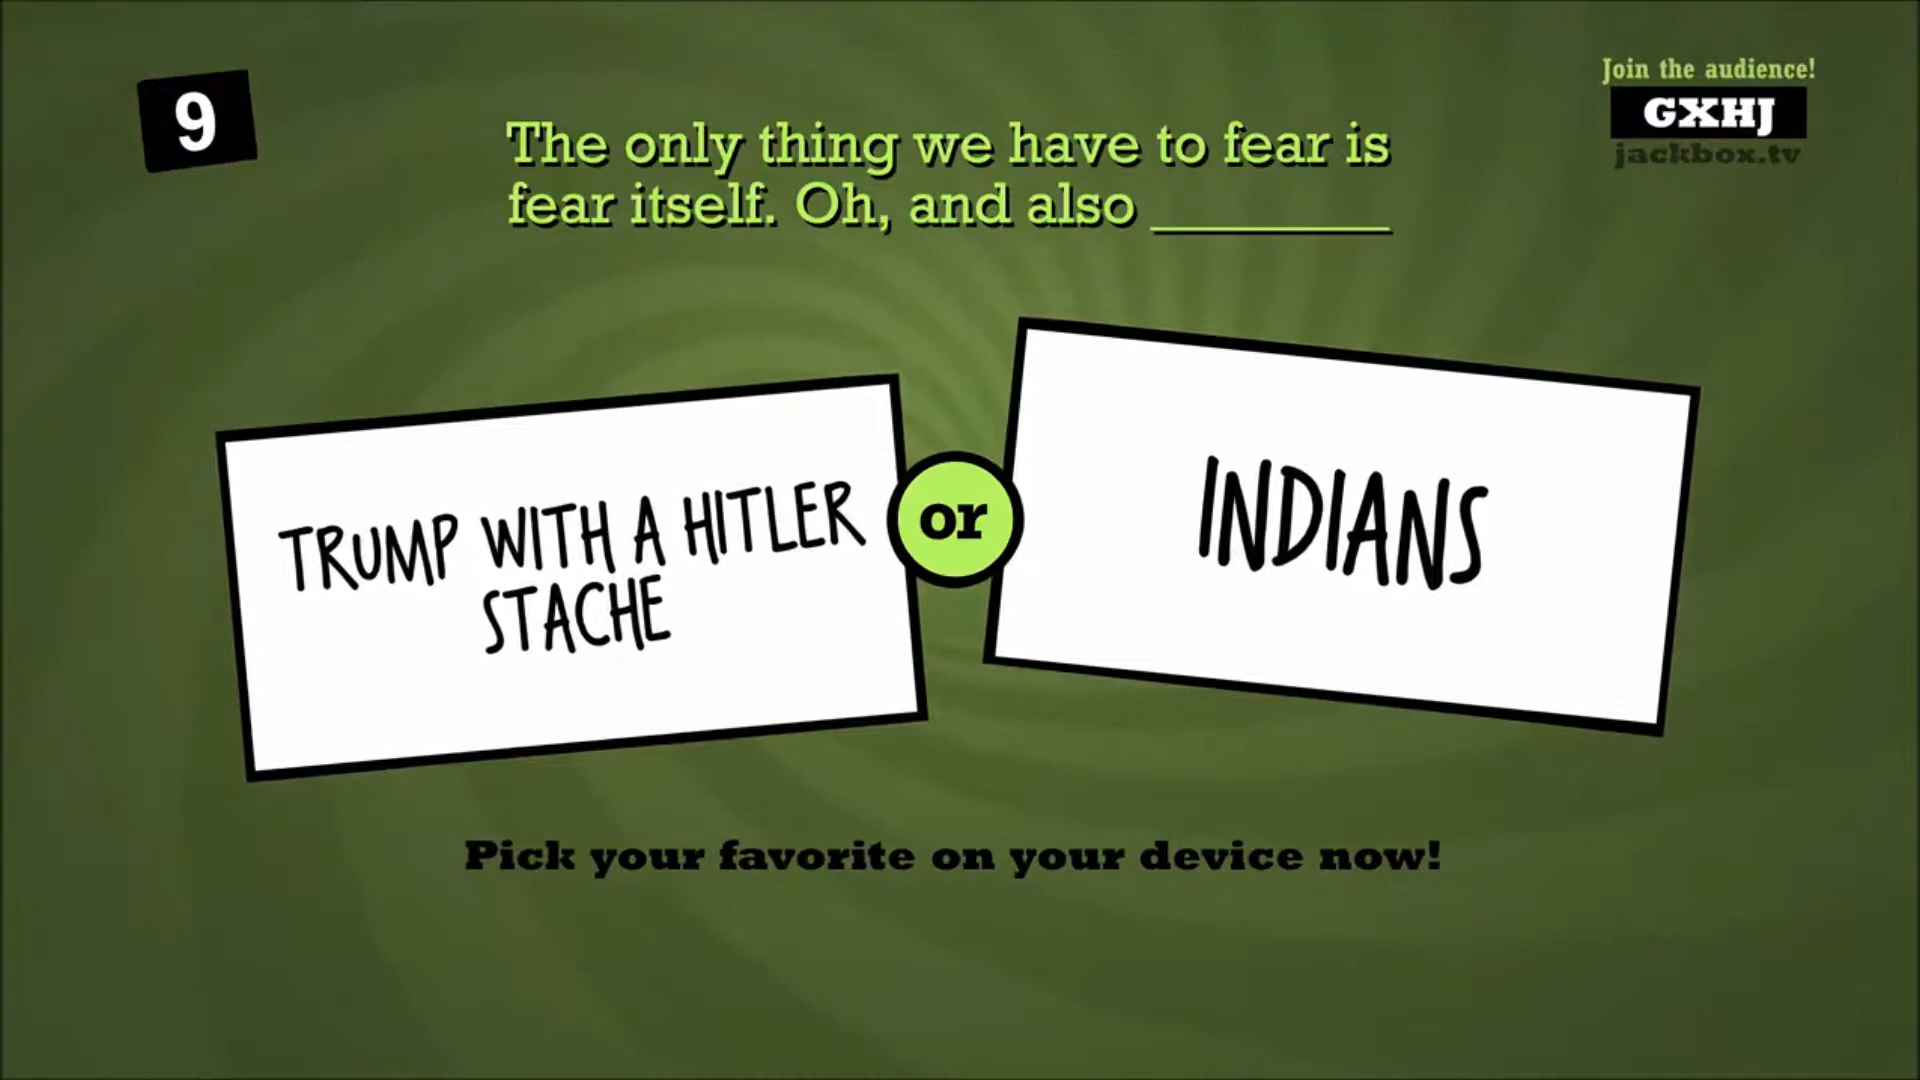 9
Join the audience!
GXHJ
jackbox.tv
The only thing we have to fear is
fear itself. Oh, and also ________
TRUMP WITH A HITLER
STACHE
or
INDIANS
Pick your favorite on your device now!